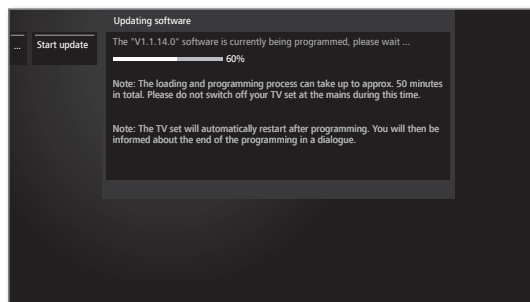 Updating software
... Start update
The "V1.1.14.0" software is currently being programmed, please wait ...
60%
Note: The loading and programming process can take up to approx. 50 minutes
in total. Please do not switch off your TV set at the mains during this time.
Note: The TV set will automatically restart after programming. You will then be
informed about the end of the programming in a dialogue.